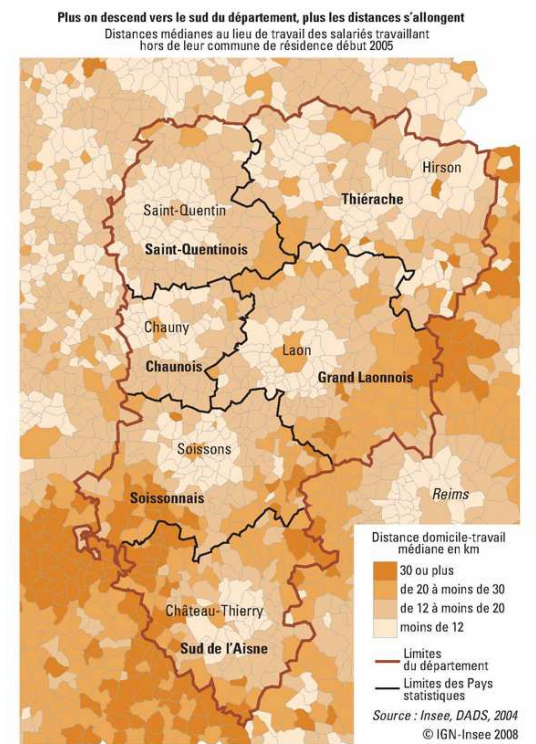 Plus on descend vers le sud du département, plus les distances s'allongent
Distances médianes au lieu de travail des salariés travaillant
hors de leur commune de résidence début 2005
Hirson
Thiérache
Saint-Quentin
Saint-Quentinois
Chauny
Chaunois
Laon
Grand Laonnois
Soissons
Soissonnais
Reims
Château-Thierry
Sud de l'Aisne
Distance domicile-travail
médiane en km
30 ou plus
de 20 à moins de 30
de 12 à moins de 20
moins de 12
Limites
du département
Limites des Pays
statistiques
Source : Insee, DADS, 2004
© IGN-Insee 2008